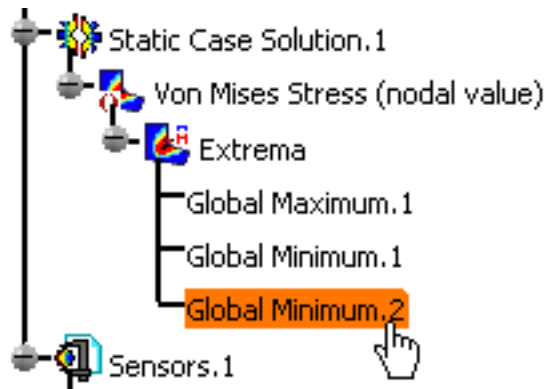 Static Case Solution.1
Von Mises Stress (nodal value)
Extrema
Global Maximum.1
Global Minimum.1
Global Minimum.2
Sensors.1